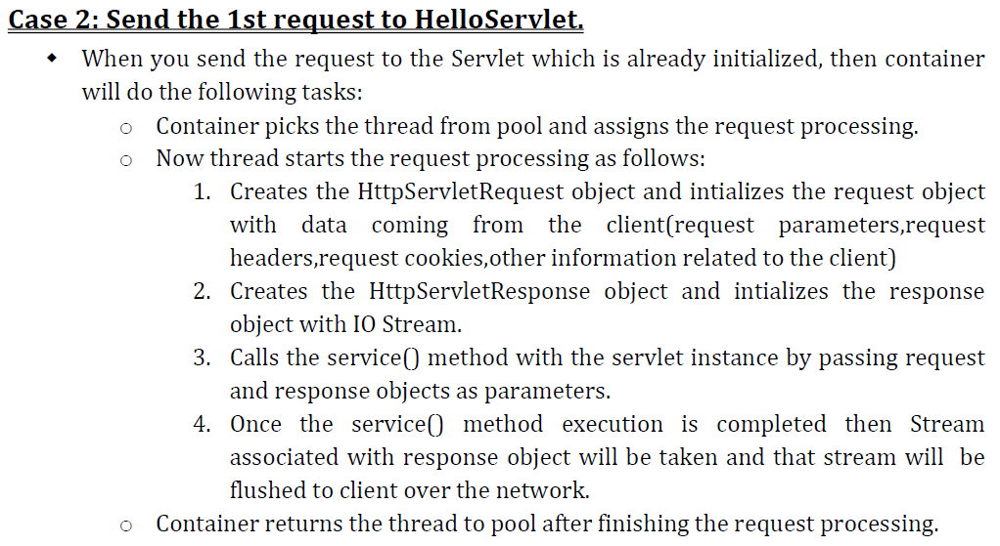 Case 2: Send the 1st request to HelloServlet.
◆ When you send the request to the Servlet which is already initialized, then container
will do the following tasks:
○ Container picks the thread from pool and assigns the request processing.
○ Now thread starts the request processing as follows:
1. Creates the HttpServletRequest object and intializes the request object
with data coming from the client(request parameters,request
headers,request cookies,other information related to the client)
2. Creates the HttpServletResponse object and intializes the response
object with IO Stream.
3. Calls the service() method with the servlet instance by passing request
and response objects as parameters.
4. Once the service() method execution is completed then Stream
associated with response object will be taken and that stream will be
flushed to client over the network.
○ Container returns the thread to pool after finishing the request processing.